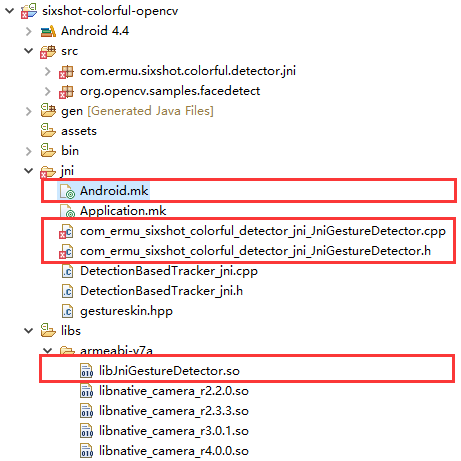 sixshot-colorful-opencv
Android 4.4
src
com.ermu.sixshot.colorful.detector.jni
org.opencv.samples.facedetect
gen [Generated Java Files]
assets
bin
jni
Android.mk
Application.mk
com_ermu_sixshot_colorful_detector_jni_JniGestureDetector.cpp
com_ermu_sixshot_colorful_detector_jni_JniGestureDetector.h
DetectionBasedTracker_jni.cpp
DetectionBasedTracker_jni.h
gestureskin.hpp
libs
armeabi-v7a
libJniGestureDetector.so
libnative_camera_r2.2.0.so
libnative_camera_r2.3.3.so
libnative_camera_r3.0.1.so
libnative_camera_r4.0.0.so